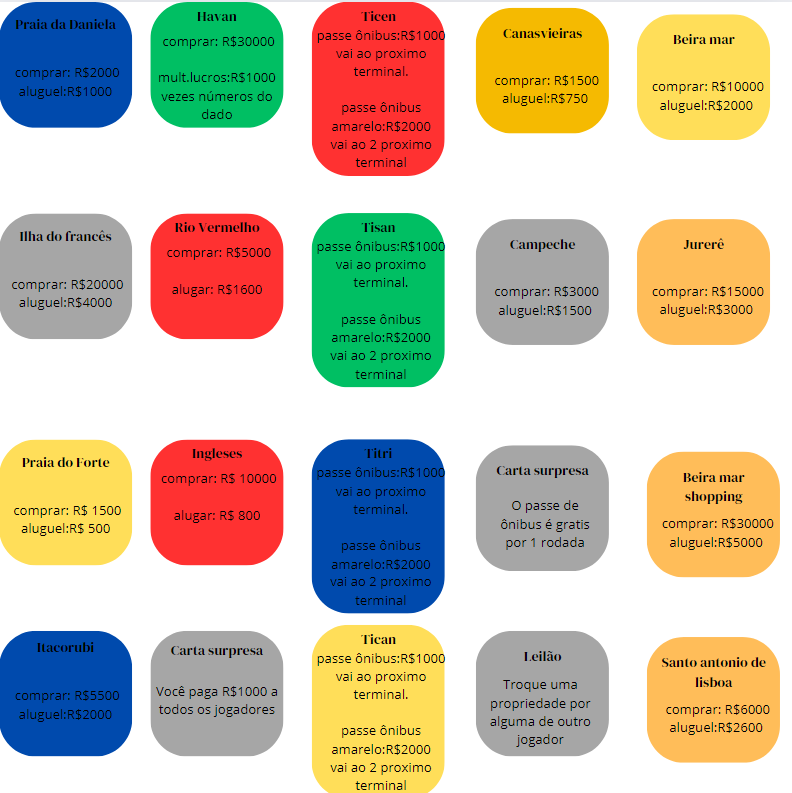 Praia da Daniela
comprar: R$2000
aluguel:R$1000
Havan
comprar: R$30000
mult.lucros:R$1000
vezes números do
dado
Ticen
passe ônibus:R$1000
vai ao proximo
terminal.
passe ônibus
amarelo:R$2000
vai ao 2 proximo
terminal
Canasvieiras
comprar: R$1500
aluguel:R$750
Beira mar
comprar: R$10000
aluguel:R$2000
Ilha do francês
comprar: R$20000
aluguel:R$4000
Rio Vermelho
comprar: R$5000
alugar: R$1600
Tisan
passe ônibus:R$1000
vai ao proximo
terminal.
passe ônibus
amarelo:R$2000
vai ao 2 proximo
terminal
Campeche
comprar: R$3000
aluguel:R$1500
Jurerê
comprar: R$15000
aluguel:R$3000
Praia do Forte
comprar: R$ 1500
aluguel:R$ 500
Ingleses
comprar: R$ 10000
alugar: R$ 800
Titri
passe ônibus:R$1000
vai ao proximo
terminal.
passe ônibus
amarelo:R$2000
vai ao 2 proximo
terminal
Carta surpresa
O passe de
ônibus é gratis
por 1 rodada
Beira mar
shopping
comprar: R$30000
aluguel:R$5000
Itacorubi
comprar: R$5500
aluguel:R$2000
Carta surpresa
Você paga R$1000 a
todos os jogadores
Tican
passe ônibus:R$1000
vai ao proximo
terminal.
passe ônibus
amarelo:R$2000
vai ao 2 proximo
terminal
Leilão
Troque uma
propriedade por
alguma de outro
jogador
Santo antonio de
lisboa
comprar: R$6000
aluguel:R$2600